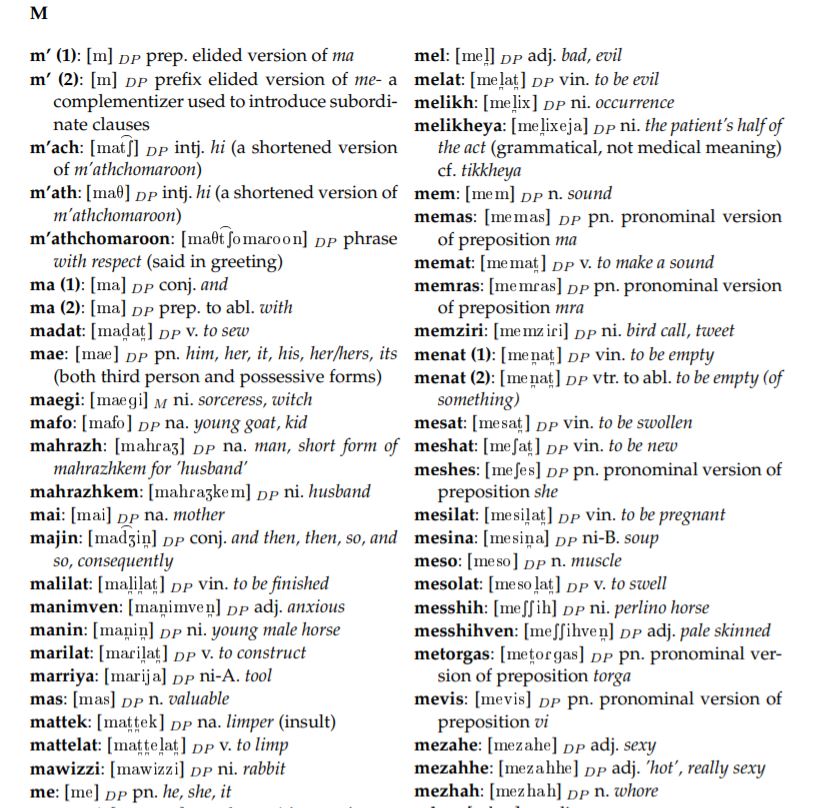 M
m′ (1): [m] DP prep. elided version of ma
m′ (2): [m] DP prefix elided version of me- a
complementizer used to introduce subordi-
nate clauses
m′ach: [mat͡ʃ] DP intj. hi (a shortened version
of m′athchomaroon)
m′ath: [maθ] DP intj. hi (a shortened version of
m′athchomaroon)
m′athchomaroon: [maθt͡ʃomaroon] DP phrase
with respect (said in greeting)
ma (1): [ma] DP conj. and
ma (2): [ma] DP prep. to abl. with
madat: [mad̪at̪] DP v. to sew
mae: [mae] DP pn. him, her, it, his, her/hers, its
(both third person and possessive forms)
maegi: [maegi] M ni. sorceress, witch
mafo: [mafo] DP na. young goat, kid
mahrazh: [mahɾaʒ] DP na. man, short form of
mahrazhkem for ’husband’
mahrazhkem: [mahɾaʒkem] DP ni. husband
mai: [mai] DP na. mother
majin: [mad͡ʒin̪] DP conj. and then, then, so, and
so, consequently
malilat: [mal̪il̪at̪] DP vin. to be finished
manimven: [man̪imven̪] DP adj. anxious
manin: [man̪in̪] DP ni. young male horse
marilat: [maɾil̪at̪] DP v. to construct
marriya: [marija] DP ni-A. tool
mas: [mas] DP n. valuable
mattek: [mat̪t̪ek] DP na. limper (insult)
mattelat: [mat̪t̪el̪at̪] DP v. to limp
mawizzi: [mawizzi] DP ni. rabbit
me: [me] DP pn. he, she, it
mel: [mel̪] DP adj. bad, evil
melat: [mel̪at̪] DP vin. to be evil
melikh: [mel̪ix] DP ni. occurrence
melikheya: [mel̪ixeja] DP ni. the patient’s half of
the act (grammatical, not medical meaning)
cf. tikkheya
mem: [mem] DP n. sound
memas: [memas] DP pn. pronominal version
of preposition ma
memat: [memat̪] DP v. to make a sound
memras: [memɾas] DP pn. pronominal version
of preposition mra
memziri: [memziɾi] DP ni. bird call, tweet
menat (1): [men̪at̪] DP vin. to be empty
menat (2): [men̪at̪] DP vtr. to abl. to be empty (of
something)
mesat: [mesat̪] DP vin. to be swollen
meshat: [meʃat̪] DP vin. to be new
meshes: [meʃes] DP pn. pronominal version of
preposition she
mesilat: [mesil̪at̪] DP vin. to be pregnant
mesina: [mesin̪a] DP ni-B. soup
meso: [meso] DP n. muscle
mesolat: [mesol̪at̪] DP v. to swell
messhih: [meʃʃih] DP ni. perlino horse
messhihven: [meʃʃihven̪] DP adj. pale skinned
metorgas: [met̪orgas] DP pn. pronominal ver-
sion of preposition torga
mevis: [mevis] DP pn. pronominal version of
preposition vi
mezahe: [mezahe] DP adj. sexy
mezahhe: [mezahhe] DP adj. ’hot’, really sexy
mezhah: [mezhah] DP n. whore